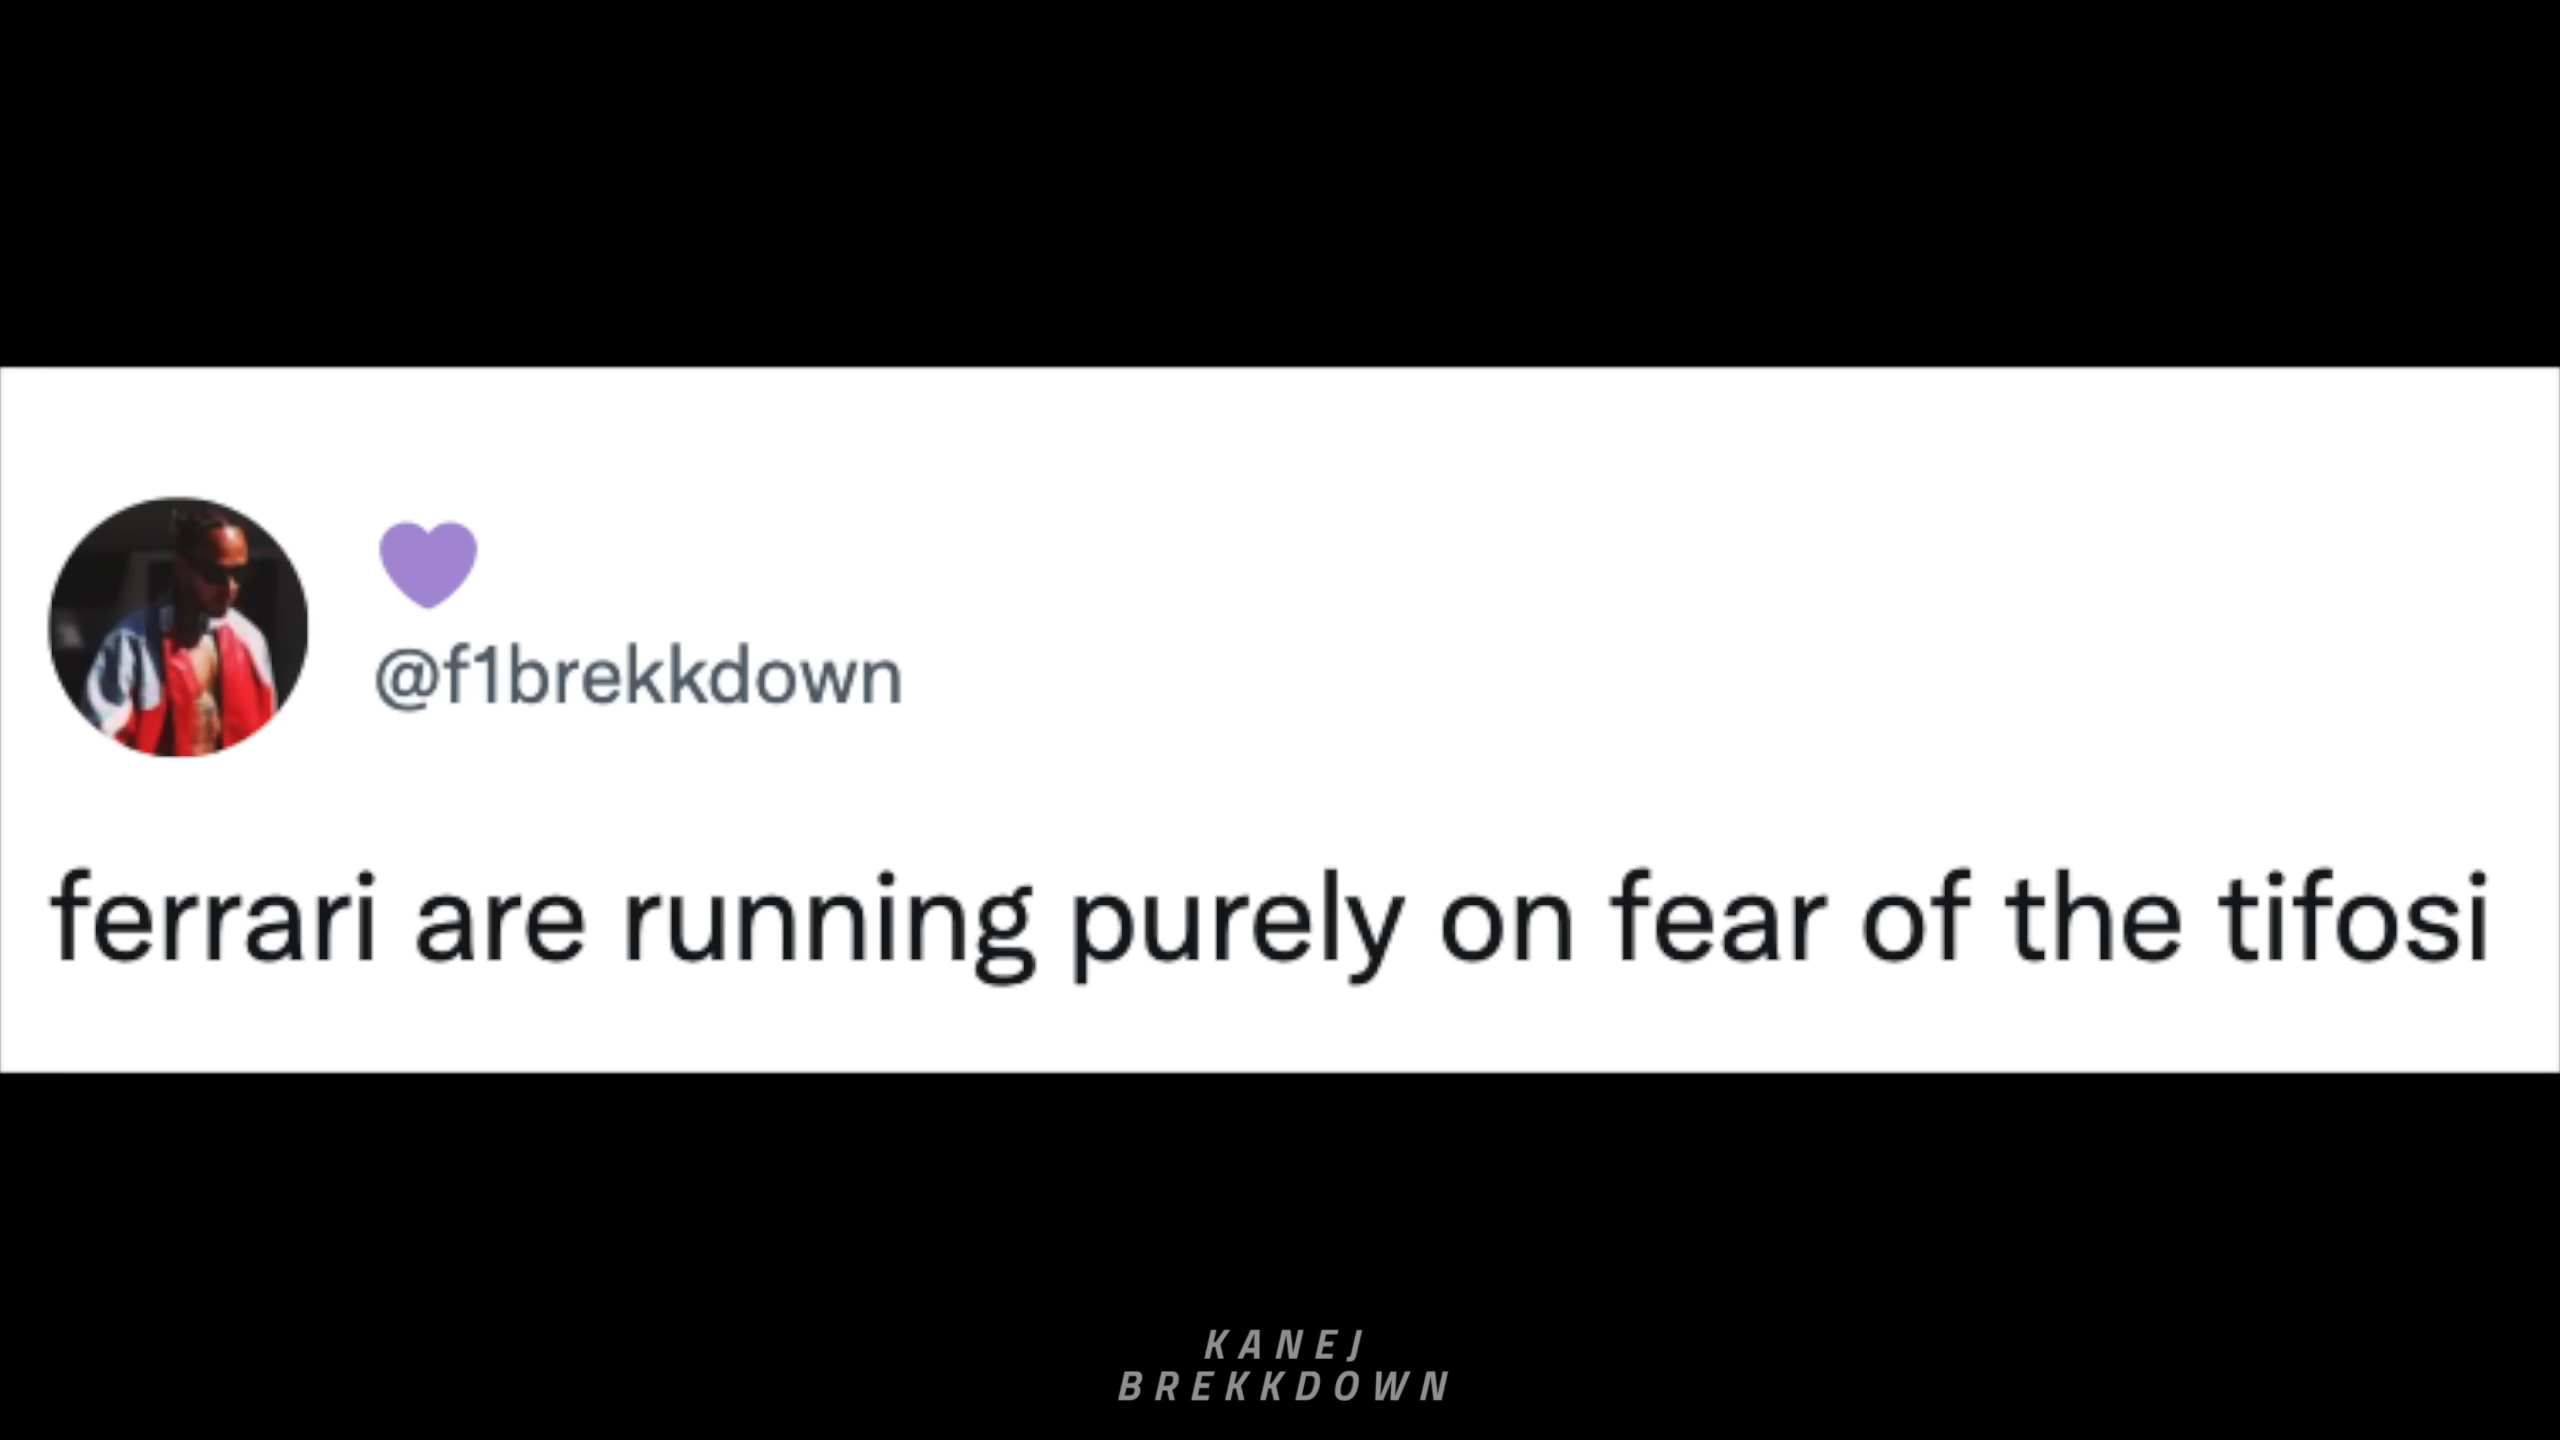 💜
@f1brekkdown
ferrari are running purely on fear of the tifosi
KANEJ
BREKKDOWN